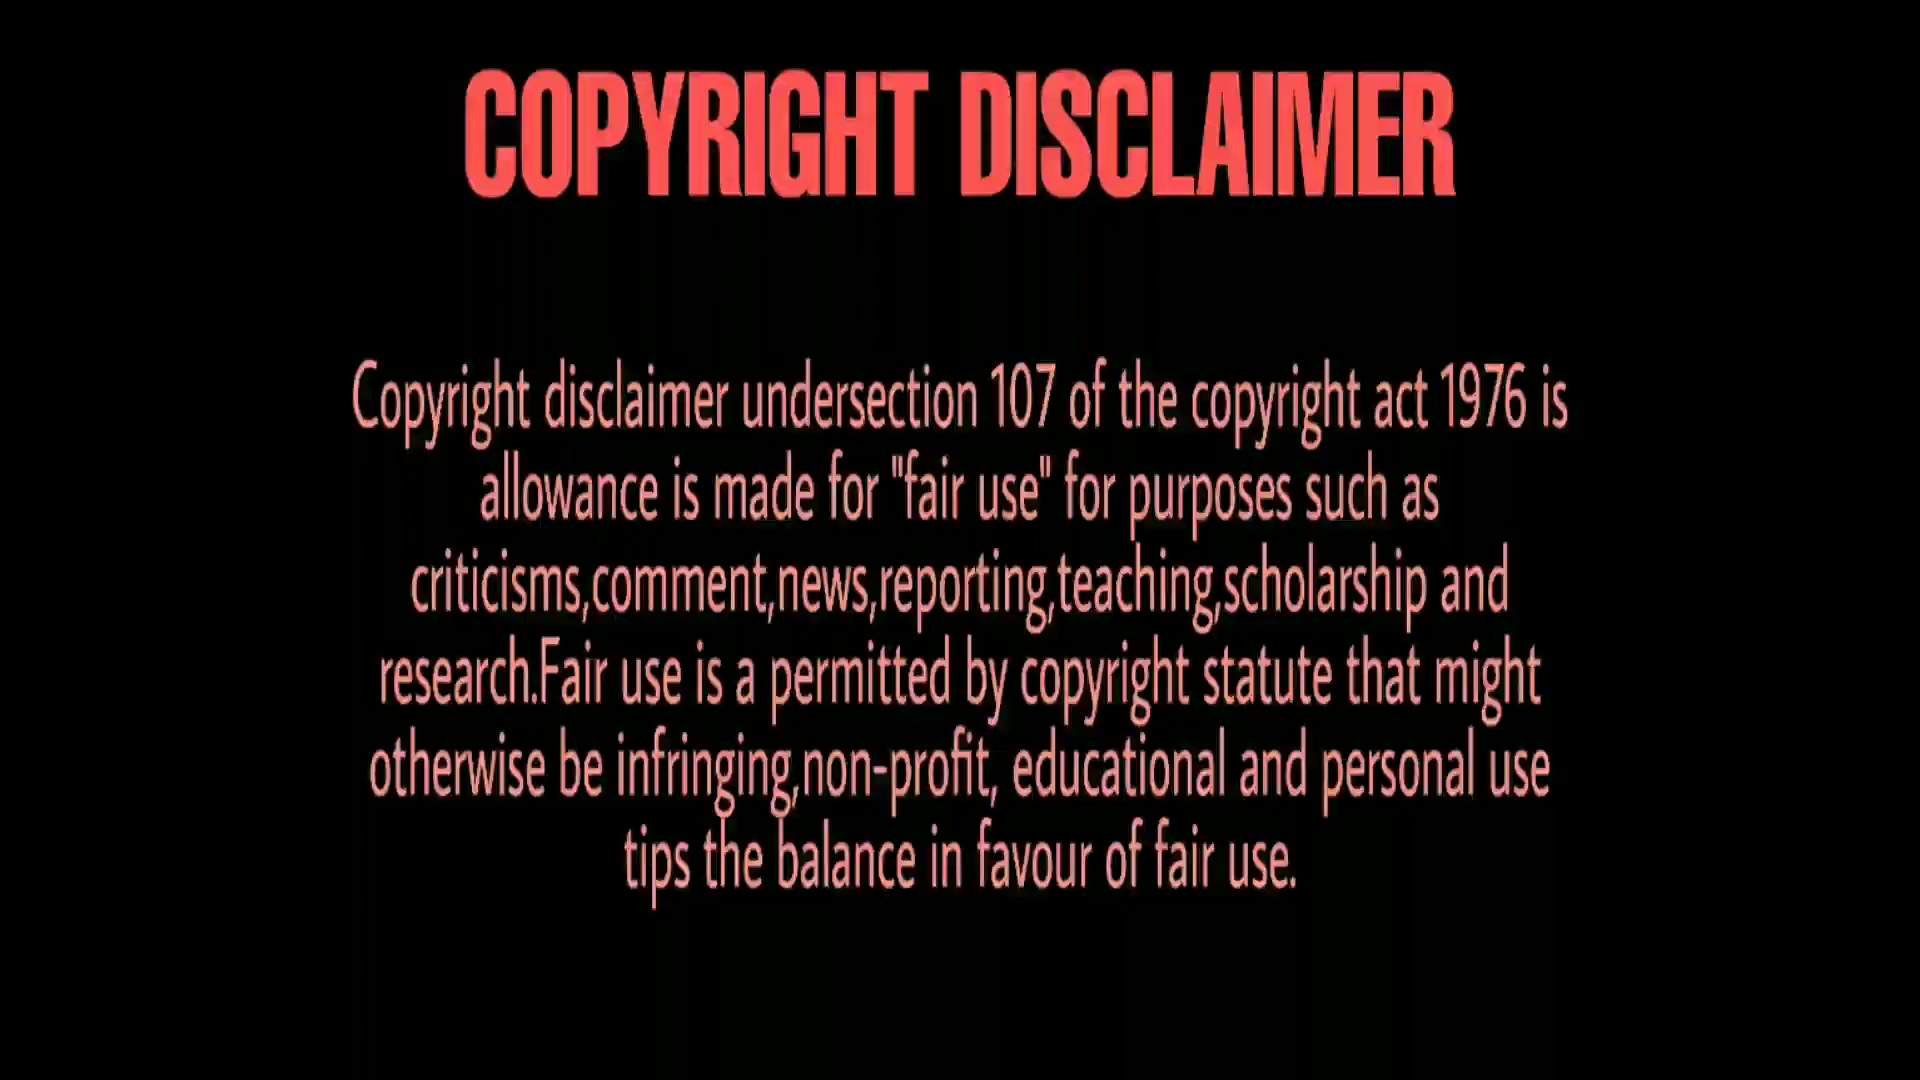 COPYRIGHT DISCLAIMER
Copyright disclaimer undersection 107 of the copyright act 1976 is
allowance is made for "fair use" for purposes such as
criticisms,comment,news,reporting,teaching,scholarship and
research.Fair use is a permitted by copyright statute that might
otherwise be infringing,non-profit, educational and personal use
tips the balance in favour of fair use.